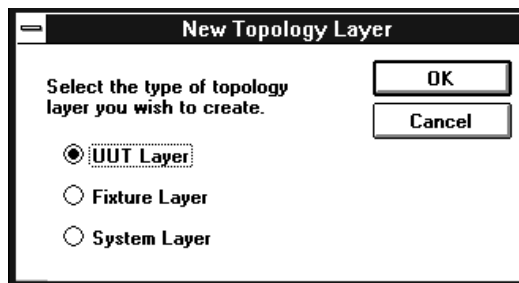 New Topology Layer
Select the type of topology
layer you wish to create.
OK
Cancel
UUT Layer
Fixture Layer
System Layer